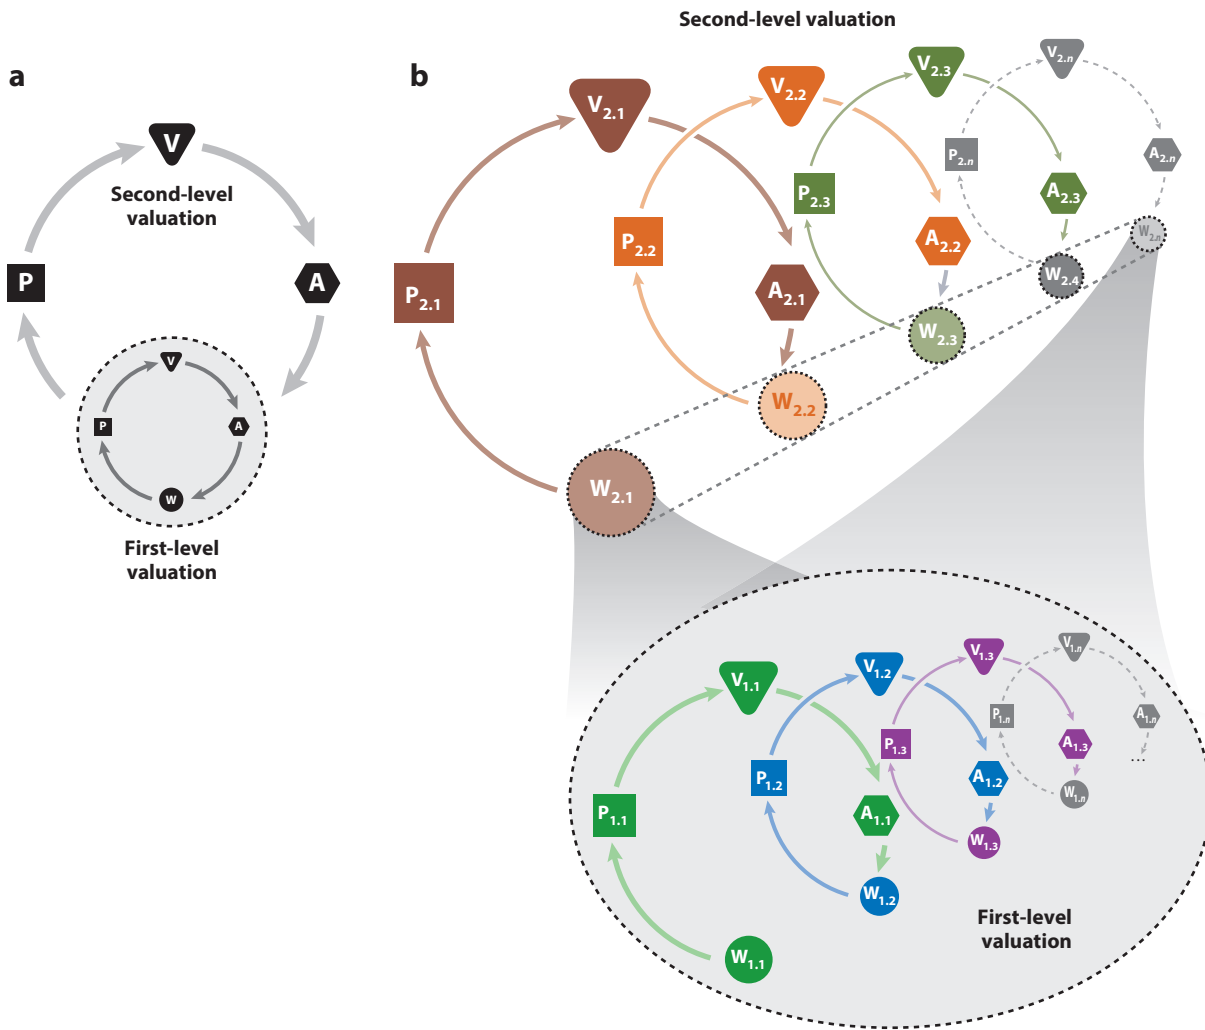 a
V
Second-level
valuation
P
A
V
P
A
W
First-level
valuation
b
Second-level valuation
V2.1
P2.1
A2.1
W2.1
V2.2
P2.2
A2.2
W2.2
V2.3
P2.3
A2.3
W2.3
V2.n
P2.n
A2.n
W2.4
W2.n
V1.1
P1.1
A1.1
W1.1
V1.2
P1.2
A1.2
W1.2
V1.3
P1.3
A1.3
W1.3
V1.n
P1.n
A1.n
W1.n
...
First-level
valuation